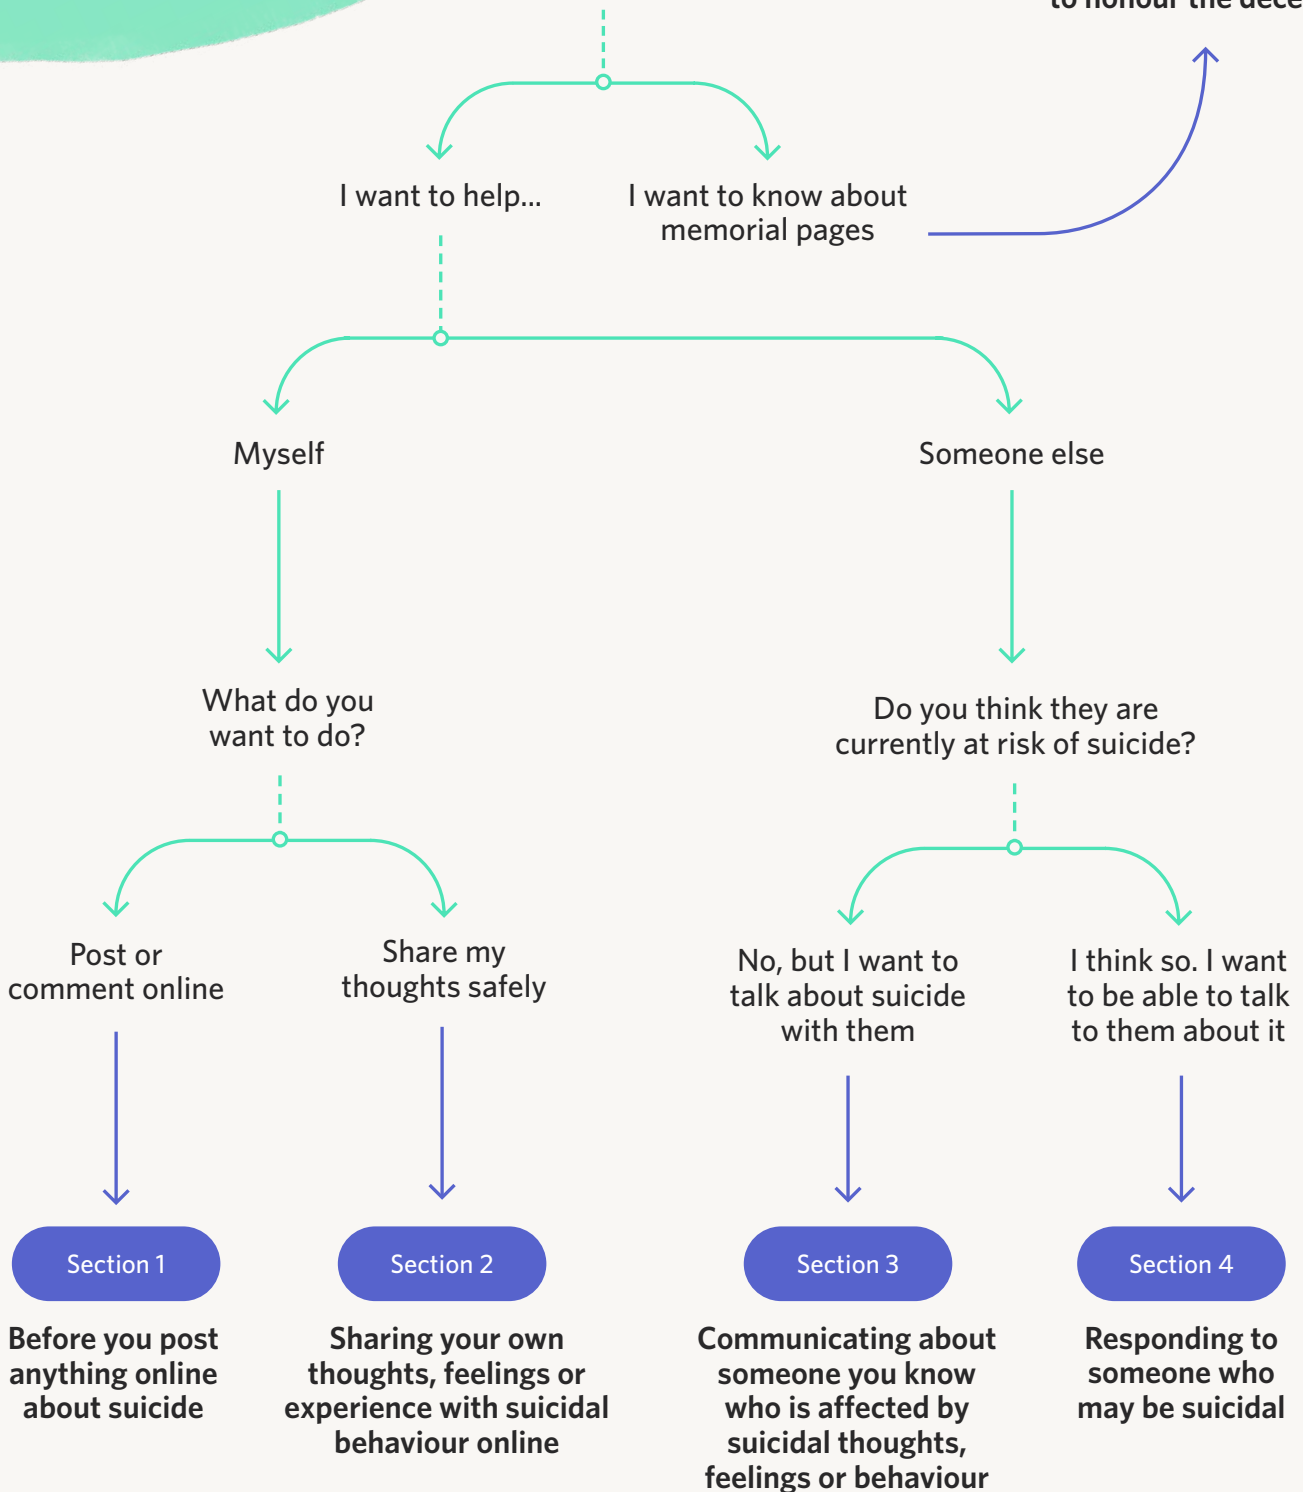 to honour the
I want to help...
I want to know about
memorial pages
Myself
Someone else
What do you
want to do?
Do you think they are
currently at risk of suicide?
Post or
comment online
Share my
thoughts safely
No, but I want to
talk about suicide
with them
I think so. I want
to be able to talk
to them about it
Section 1
Section 2
Section 3
Section 4
Before you post
anything online
about suicide
Sharing your own
thoughts, feelings or
experience with suicidal
behaviour online
Communicating about
someone you know
who is affected by
suicidal thoughts,
feelings or behaviour
Responding to
someone who
may be suicidal